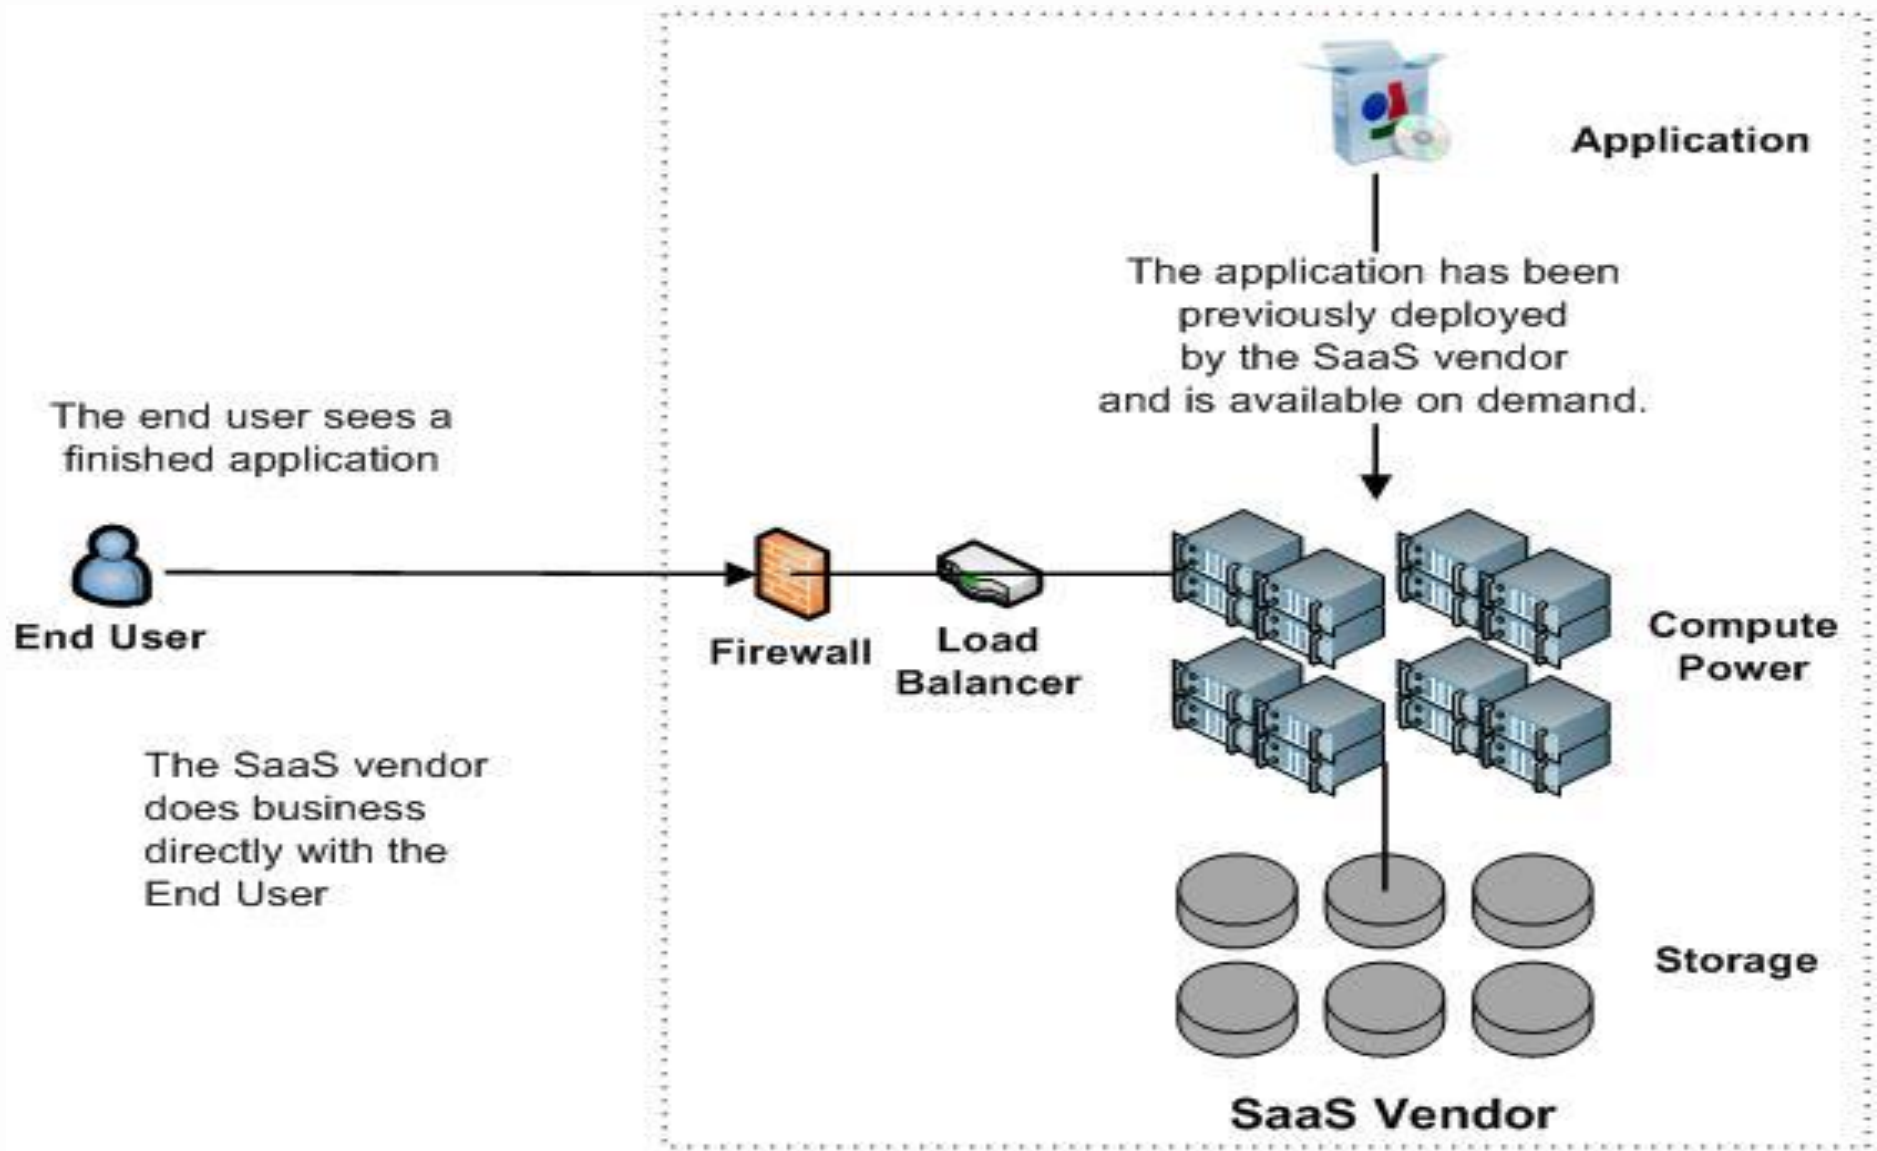 Application
The application has been
previously deployed
by the SaaS vendor
and is available on demand.
The end user sees a
finished application
End User
Firewall
Load
Balancer
Compute
Power
The SaaS vendor
does business
directly with the
End User
Storage
SaaS Vendor